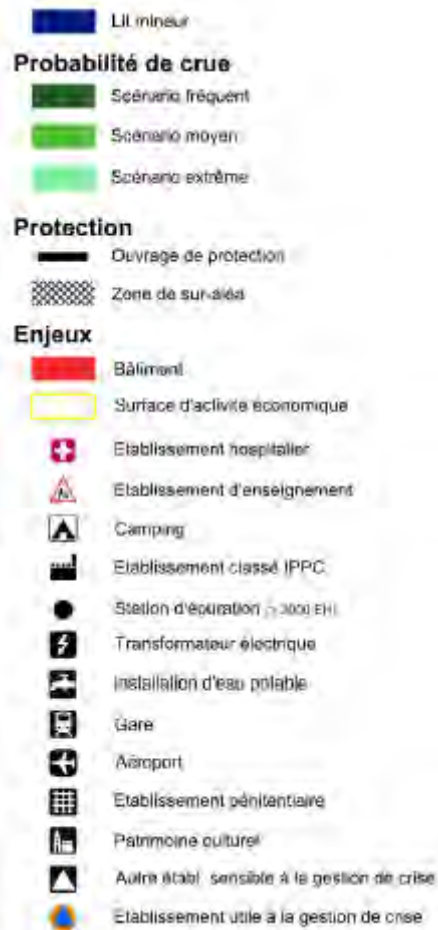 Lit mineur
Probabilité de crue
Scénario fréquent
Scénario moyen
Scénario extrême
Protection
Ouvrage de protection
Zone de sur-aléa
Enjeux
Bâtiment
Surface d'activité économique
Etablissement hospitalier
Etablissement d'enseignement
Camping
Etablissement classé IPPC
Station d'épuration (> 3000 EH)
Transformateur électrique
Installation d'eau potable
Gare
Aéroport
Etablissement pénitentiaire
Patrimoine culturel
Autre établ. sensible à la gestion de crise
Etablissement utile à la gestion de crise